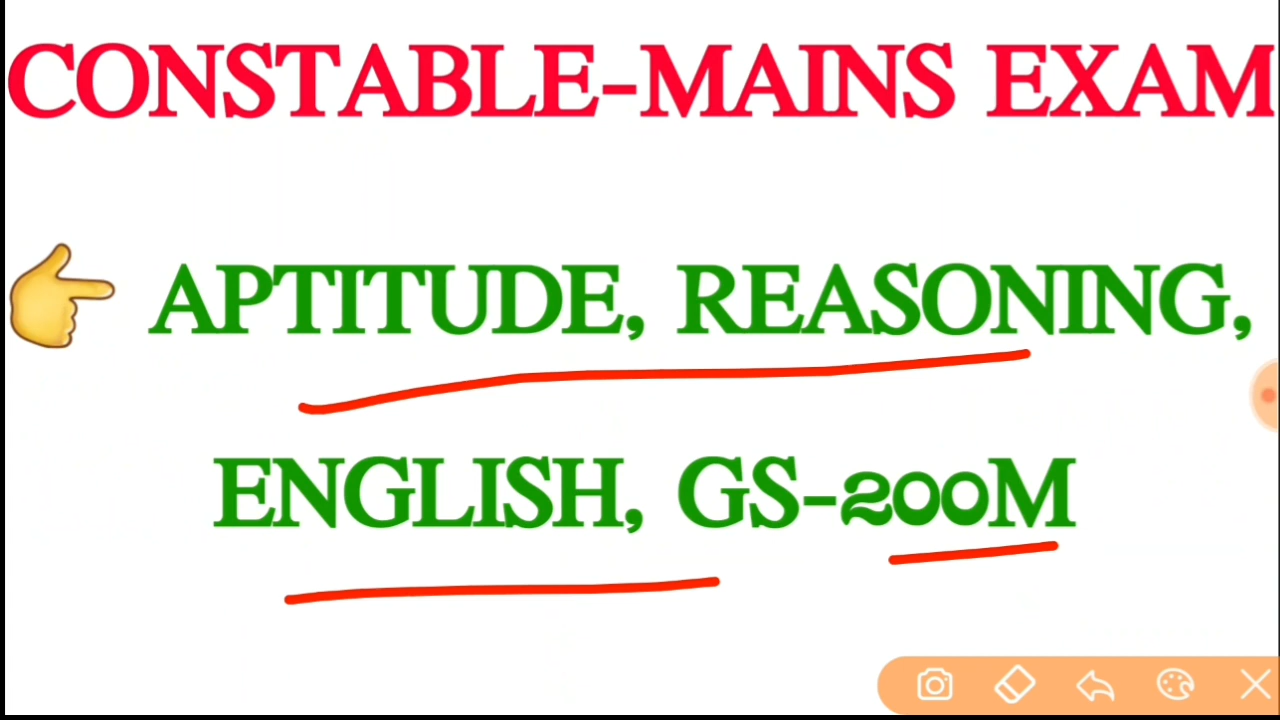 CONSTABLE-MAINS EXAM
APTITUDE, REASONING,
ENGLISH, GS-200M